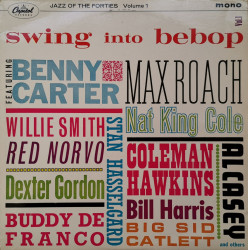 Capitol
JAZZ OF THE FORTIES Volume 1
mono
swing into bebop
FEATURING
BENNY
CARTER
MAX ROACH
Nat King Cole
WILLIE SMITH
RED NORVO
STAN HASSELGARD
COLEMAN
HAWKINS
AL CASEY
Dexter Gordon
Bill Harris
BUDDY DE
FRANCO
BIG SID
CATLETT
and others